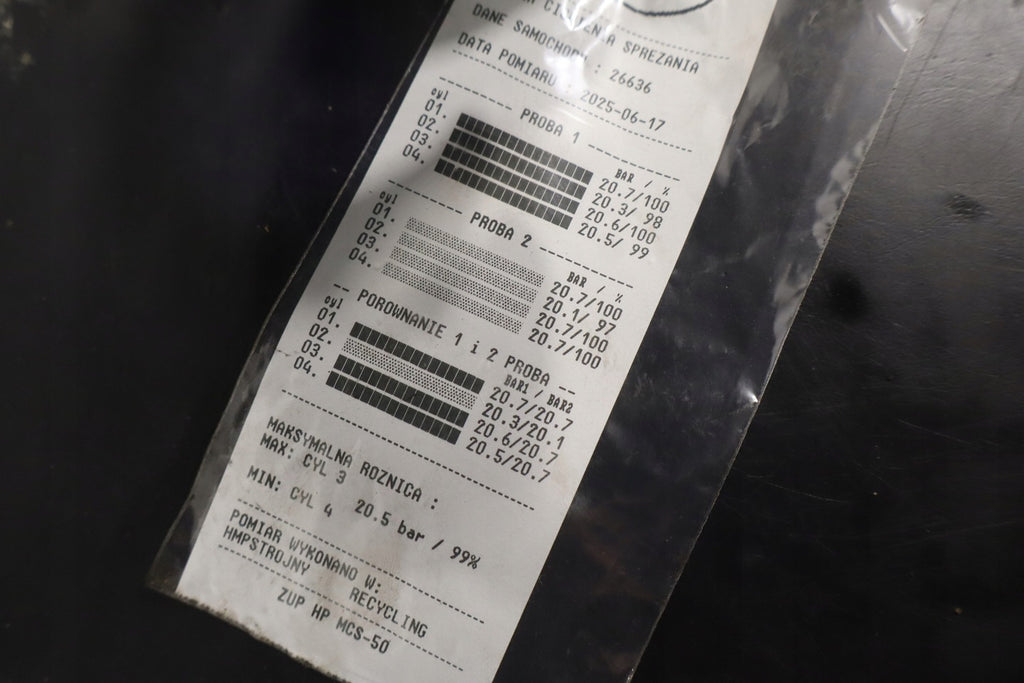 CISNIENIA SPREZANIA
DANE SAMOCHODU : 26636
DATA POMIARU : 2025-06-17
PROBA 1
cyl BAR / %
01. 20.7/100
02. 20.3/ 98
03. 20.6/100
04. 20.5/ 99
PROBA 2
cyl BAR / %
01. 20.7/100
02. 20.1/ 97
03. 20.7/100
04. 20.7/100
-- POROWNANIE 1 i 2 PROBA --
cyl BAR1 / BAR2
01. 20.7/20.7
02. 20.3/20.1
03. 20.6/20.7
04. 20.5/20.7
MAKSYMALNA ROZNICA :
MAX: CYL 3
MIN: CYL 4 20.5 bar / 99%
POMIAR WYKONANO W:
HMPSTROJNY RECYCLING
ZUP HP MCS-50